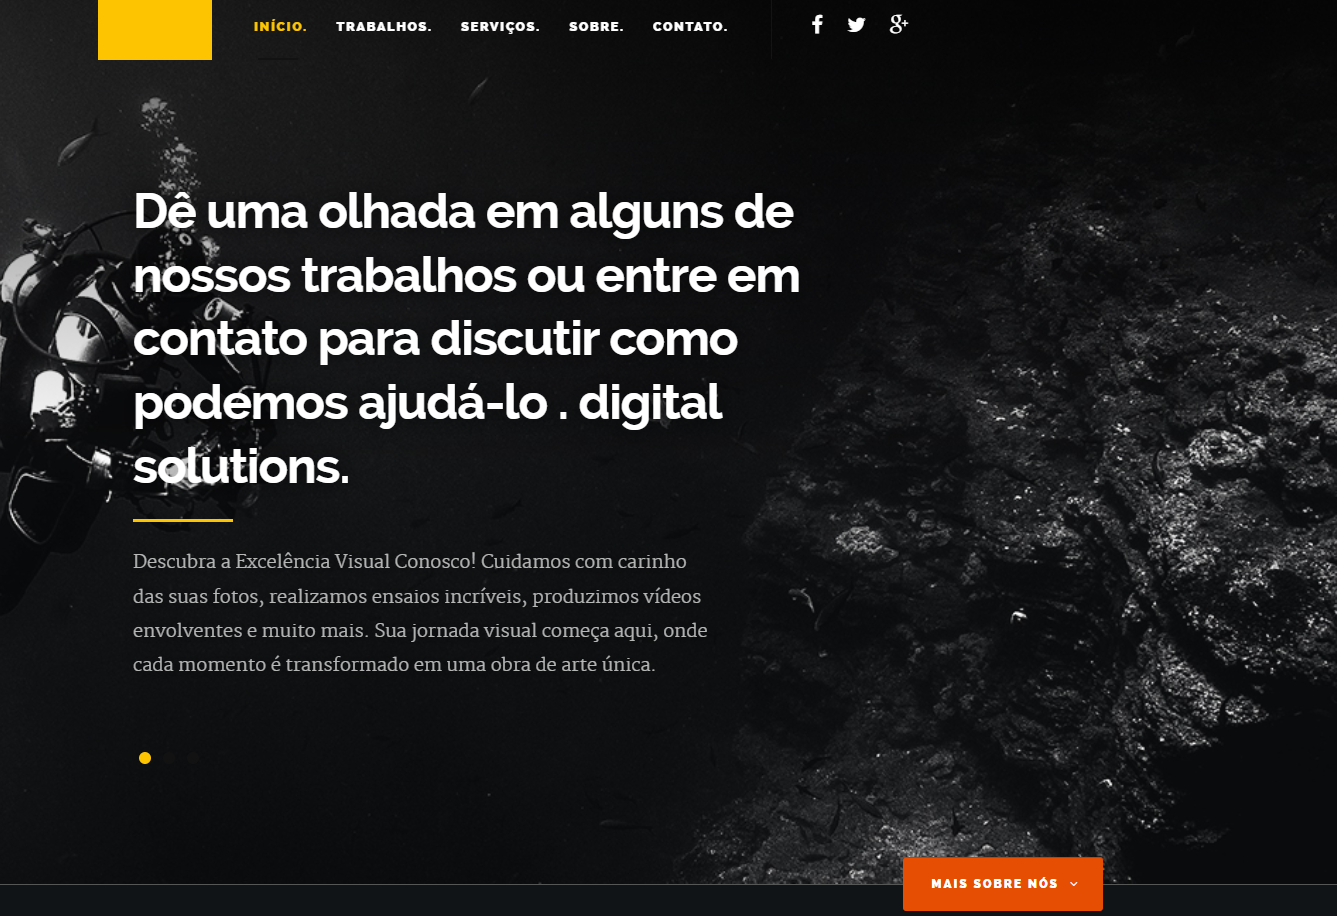 INÍCIO. TRABALHOS. SERVIÇOS. SOBRE. CONTATO.
Dê uma olhada em alguns de
nossos trabalhos ou entre em
contato para discutir como
podemos ajudá-lo . digital
solutions.
Descubra a Excelência Visual Conosco! Cuidamos com carinho
das suas fotos, realizamos ensaios incríveis, produzimos vídeos
envolventes e muito mais. Sua jornada visual começa aqui, onde
cada momento é transformado em uma obra de arte única.
MAIS SOBRE NÓS